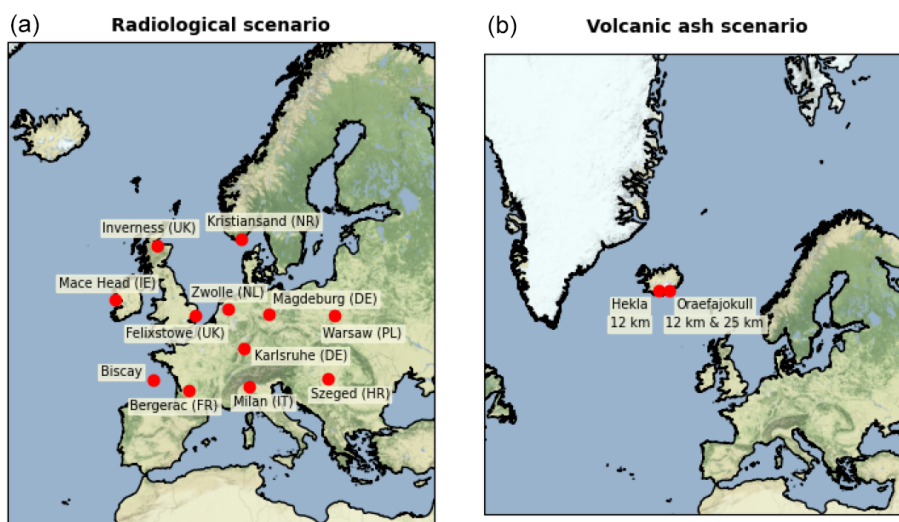 (a)
Radiological scenario
Inverness (UK)
Kristiansand (NR)
Mace Head (IE)
Zwolle (NL)
Magdeburg (DE)
Felixstowe (UK)
Warsaw (PL)
Karlsruhe (DE)
Biscay
Bergerac (FR)
Milan (IT)
Szeged (HR)
(b)
Volcanic ash scenario
Hekla
12 km
Oraefajokull
12 km & 25 km